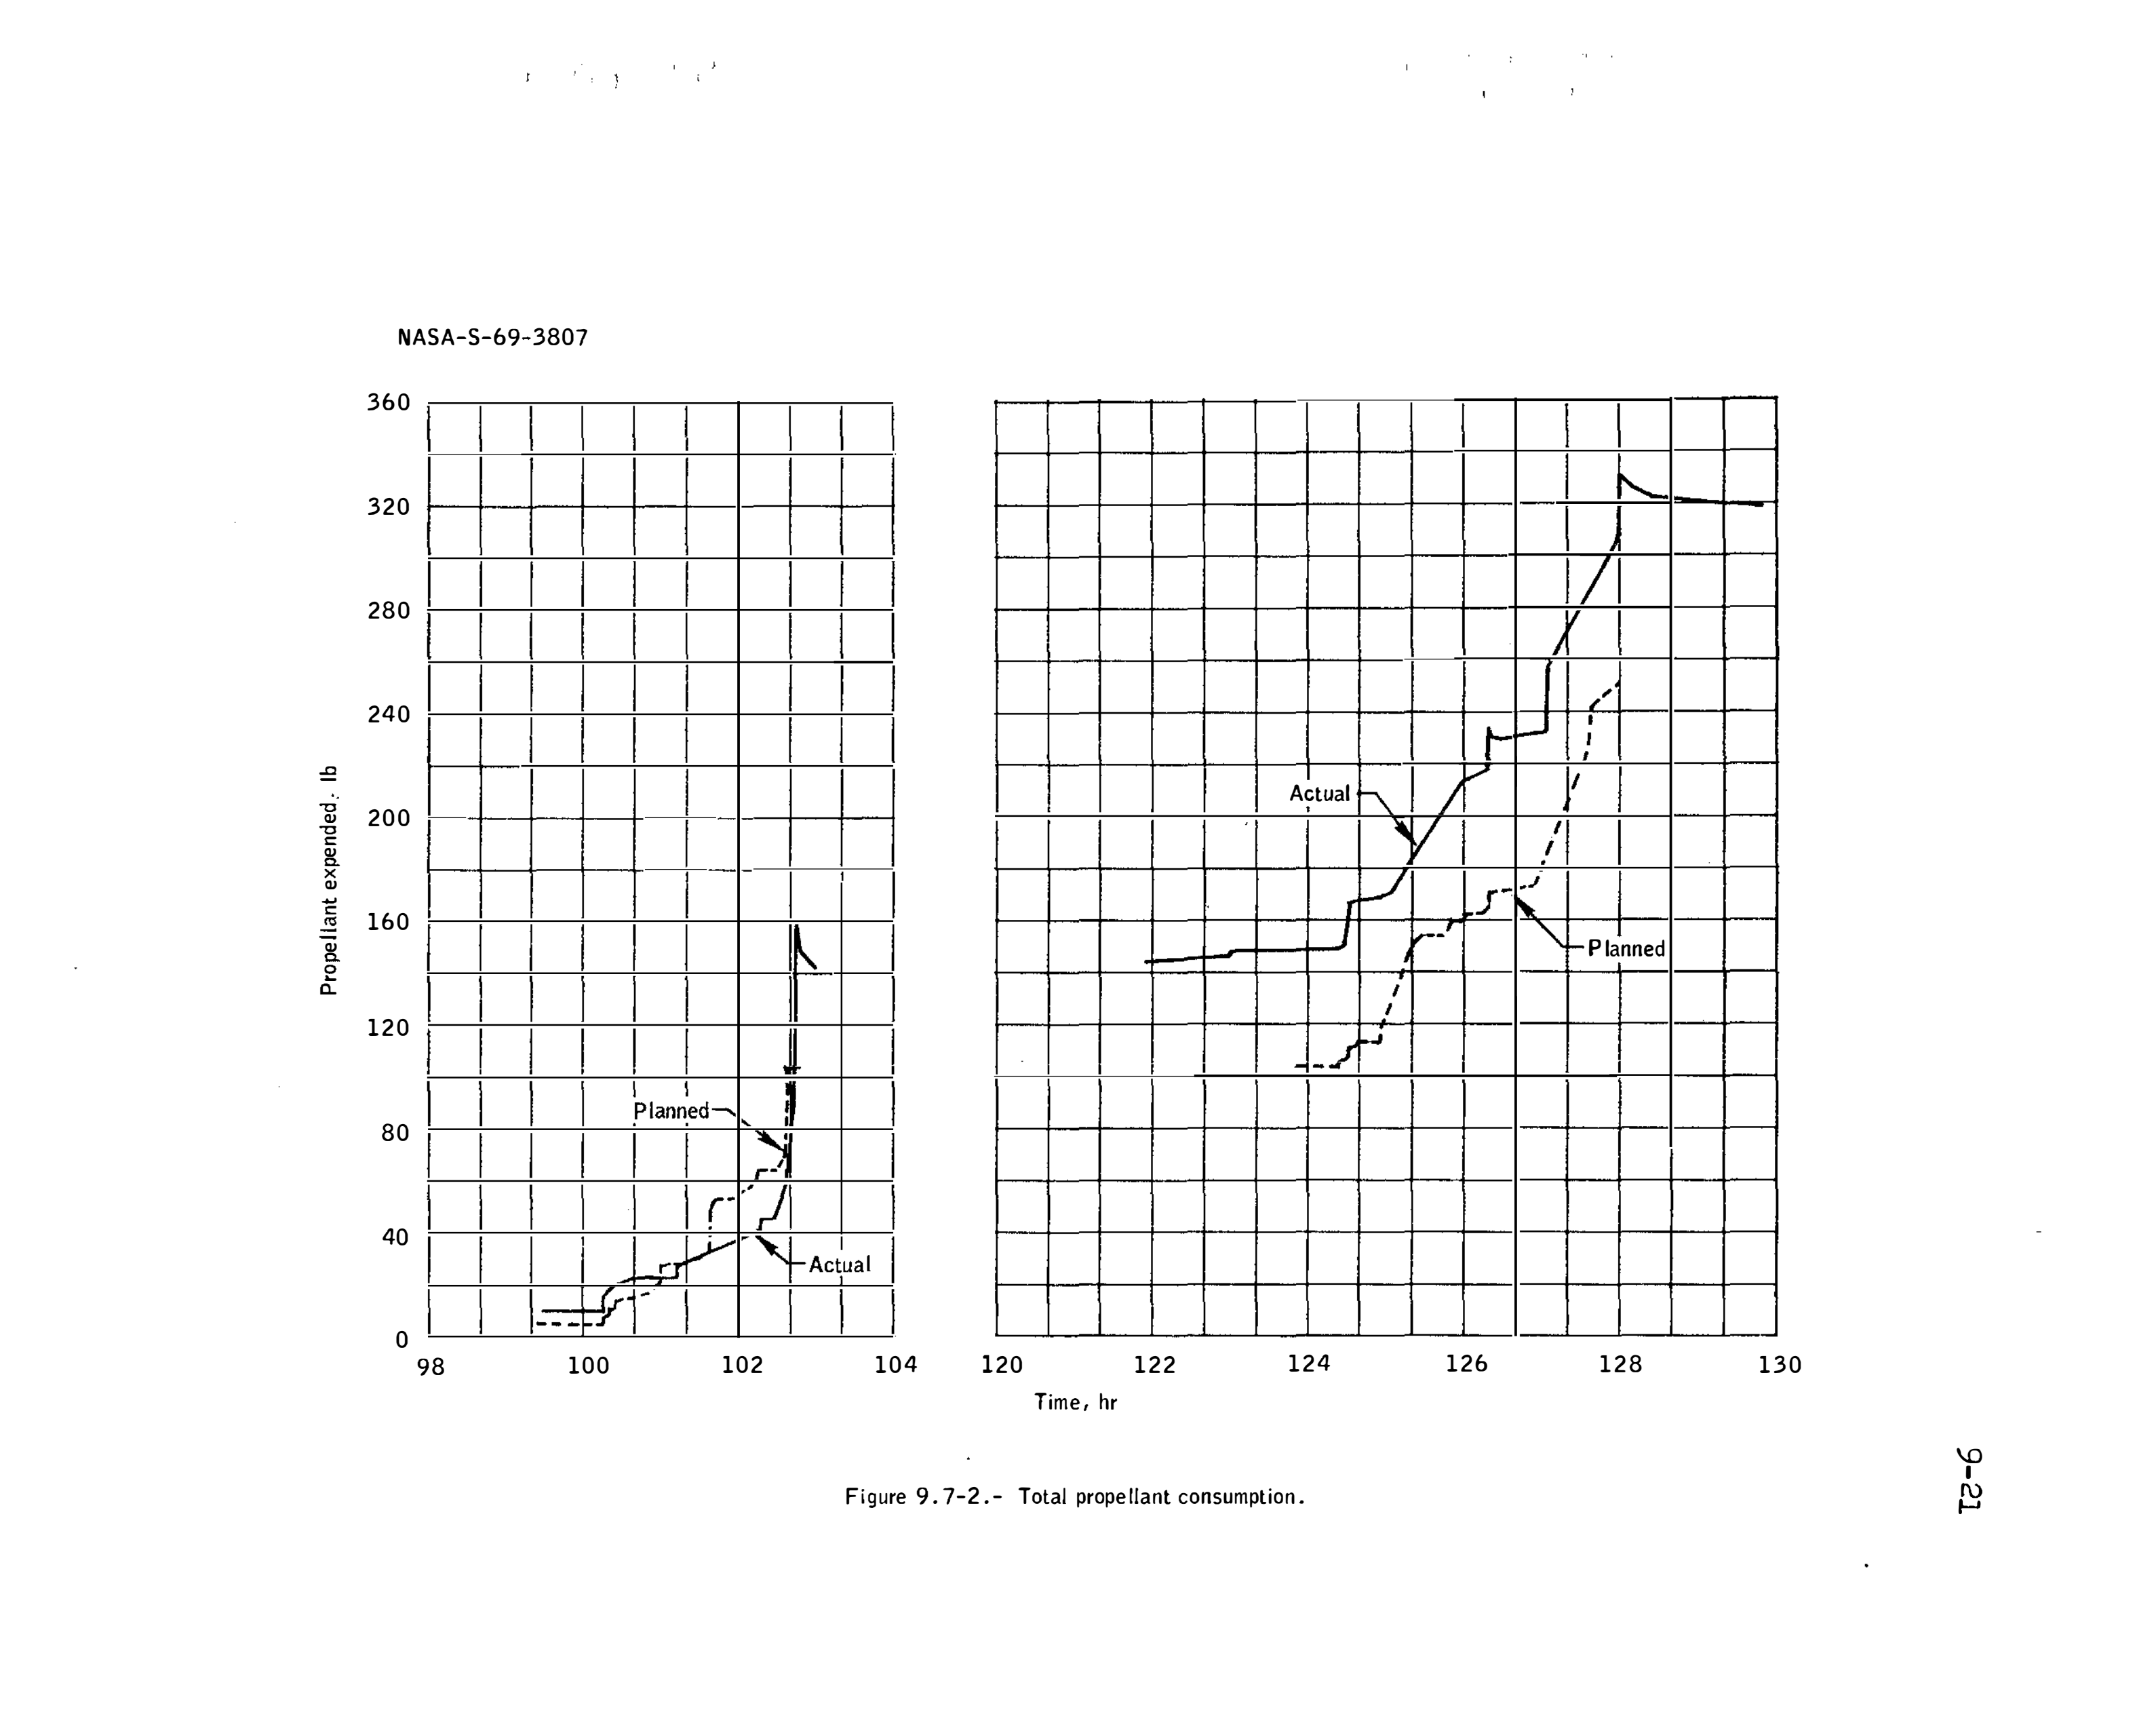 NASA-S-69-3807
360
320
280
240
200
160
120
80
40
0
Propellant expended, lb
Planned
Actual
Actual
Planned
98 100 102 104 120 122 124 126 128 130
Time, hr
Figure 9.7-2.- Total propellant consumption.
9-21